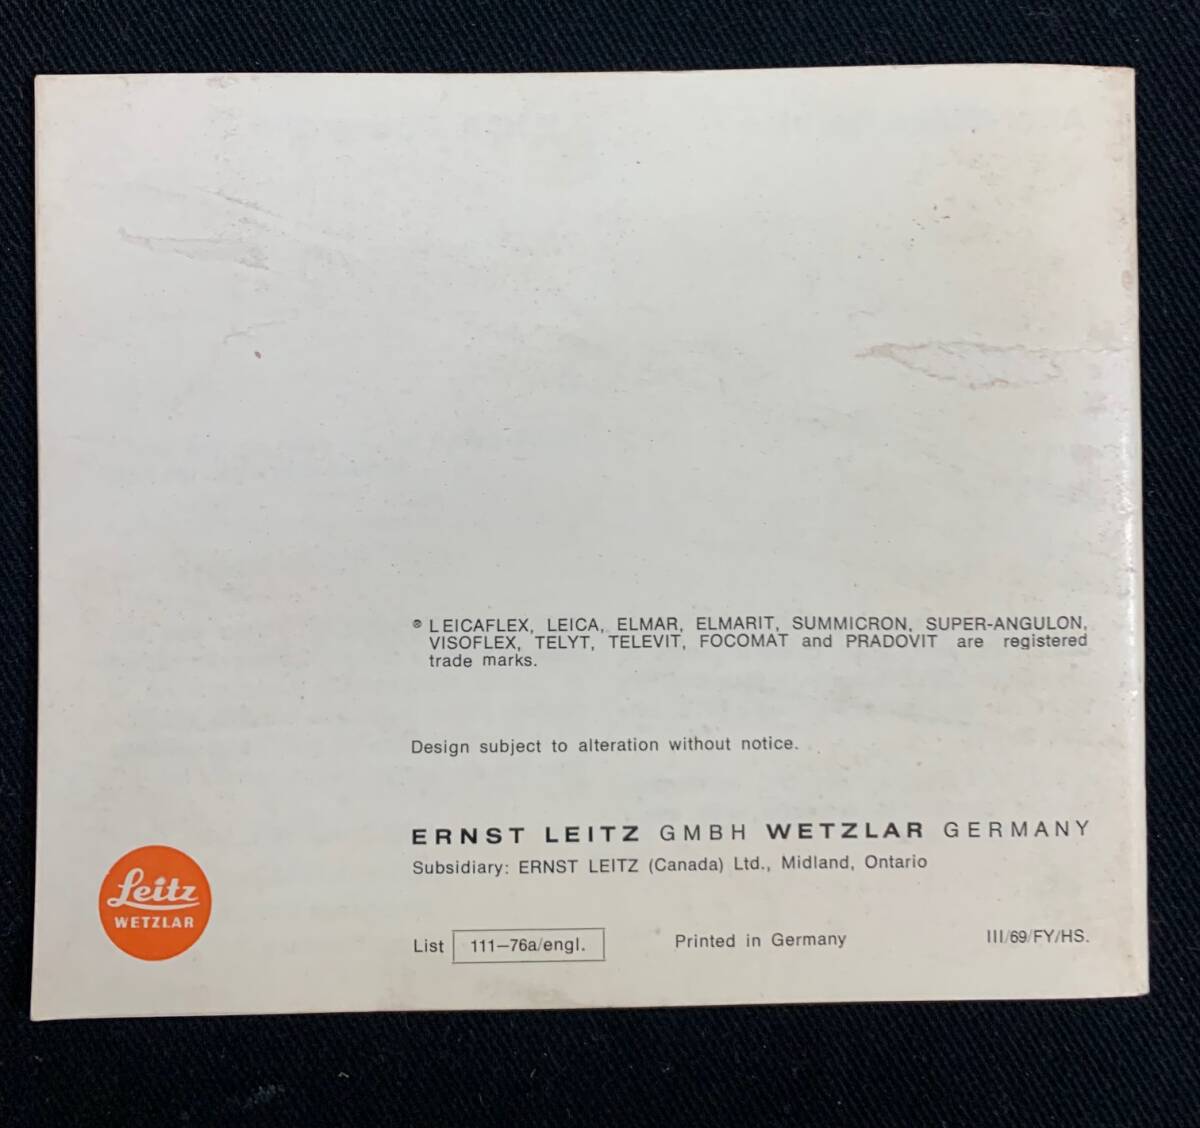 ® LEICAFLEX, LEICA, ELMAR, ELMARIT, SUMMICRON, SUPER-ANGULON,
VISOFLEX, TELYT, TELEVIT, FOCOMAT and PRADOVIT are registered
trade marks.
Design subject to alteration without notice.
ERNST LEITZ GMBH WETZLAR GERMANY
Subsidiary: ERNST LEITZ (Canada) Ltd., Midland, Ontario
Leitz
WETZLAR
List 111–76a/engl. Printed in Germany III/69/FY/HS.